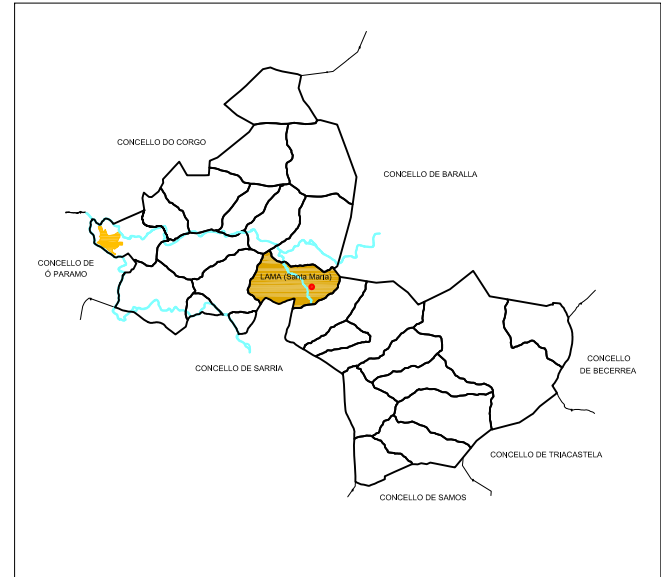 CONCELLO DO CORGO
CONCELLO DE BARALLA
CONCELLO DE
Ó PARAMO
LAMA (Santa María)
CONCELLO DE SARRIA
CONCELLO
DE BECERREA
CONCELLO DE TRIACASTELA
CONCELLO DE SAMOS